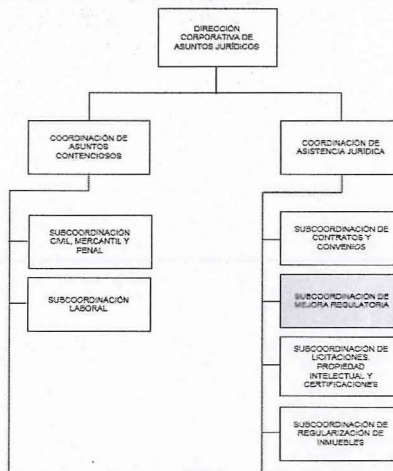 DIRECCIÓN
CORPORATIVA DE
ASUNTOS JURÍDICOS
COORDINACIÓN DE
ASUNTOS
CONTENCIOSOS
COORDINACIÓN DE
ASISTENCIA JURÍDICA
SUBCOORDINACIÓN
CIVIL, MERCANTIL Y
PENAL
SUBCOORDINACIÓN
LABORAL
SUBCOORDINACIÓN DE
CONTRATOS Y
CONVENIOS
SUBCOORDINACIÓN DE
MEJORA REGULATORIA
SUBCOORDINACIÓN DE
LICITACIONES,
PROPIEDAD
INTELECTUAL Y
CERTIFICACIONES
SUBCOORDINACIÓN DE
REGULARIZACIÓN DE
INMUEBLES